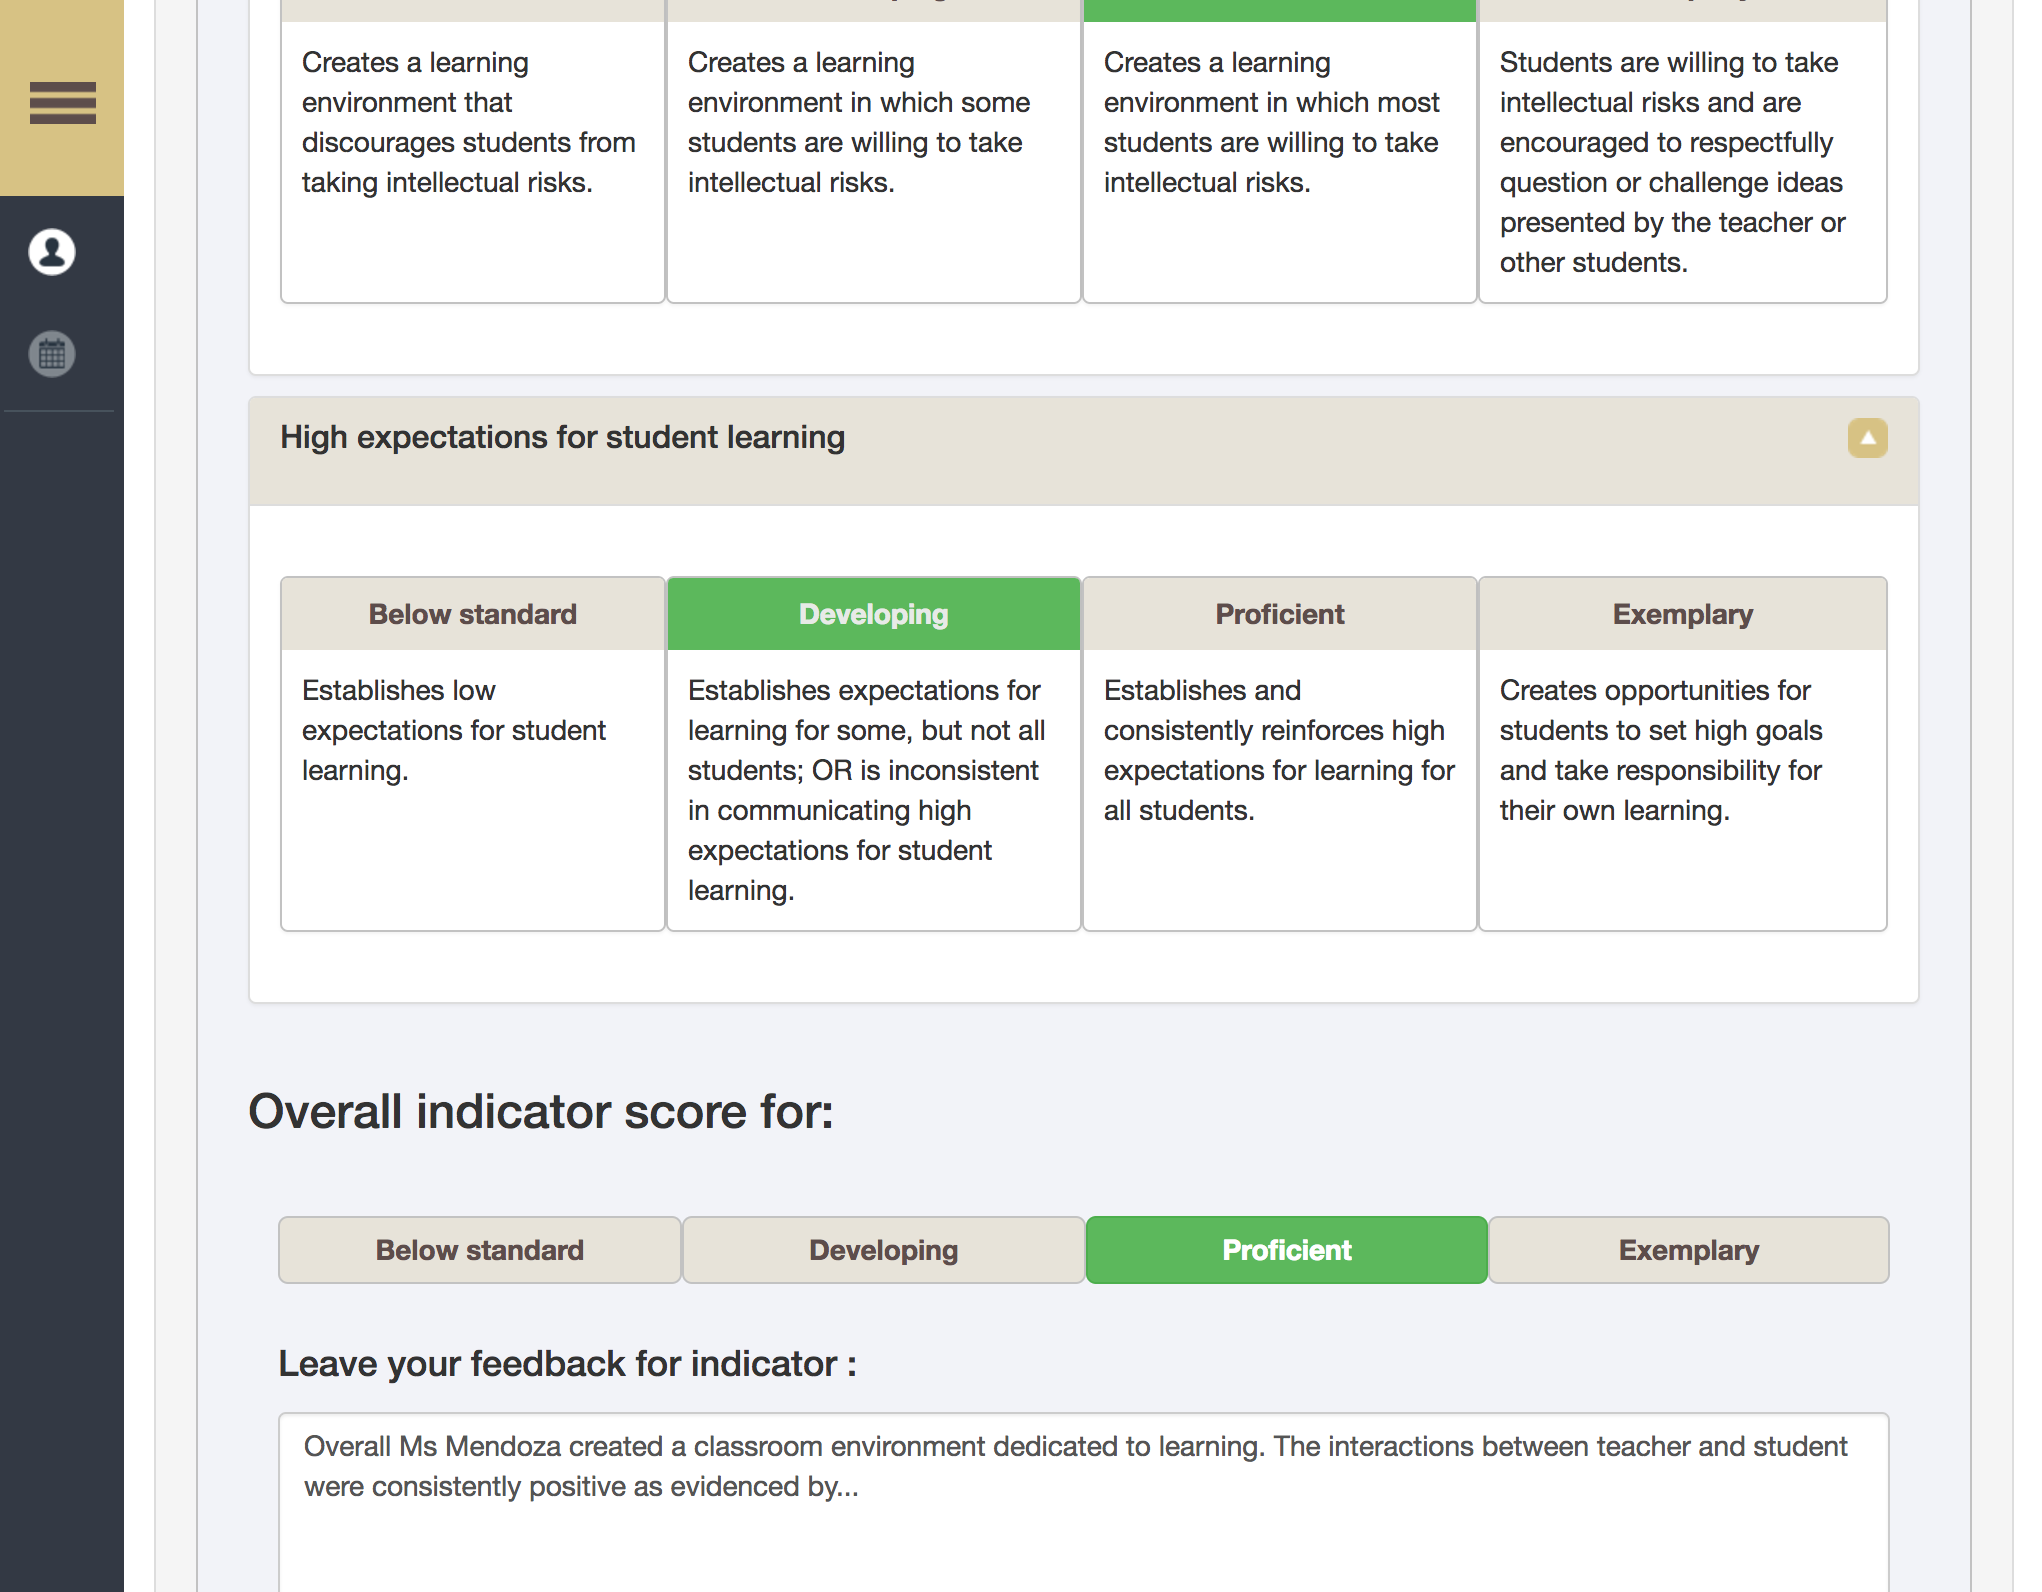 Creates a learning
environment that
discourages students from
taking intellectual risks.
Creates a learning
environment in which some
students are willing to take
intellectual risks.
Creates a learning
environment in which most
students are willing to take
intellectual risks.
Students are willing to take
intellectual risks and are
encouraged to respectfully
question or challenge ideas
presented by the teacher or
other students.
High expectations for student learning
Below standard
Establishes low
expectations for student
learning.
Developing
Establishes expectations for
learning for some, but not all
students; OR is inconsistent
in communicating high
expectations for student
learning.
Proficient
Establishes and
consistently reinforces high
expectations for learning for
all students.
Exemplary
Creates opportunities for
students to set high goals
and take responsibility for
their own learning.
Overall indicator score for:
Below standard
Developing
Proficient
Exemplary
Leave your feedback for indicator :
Overall Ms Mendoza created a classroom environment dedicated to learning. The interactions between teacher and student
were consistently positive as evidenced by...